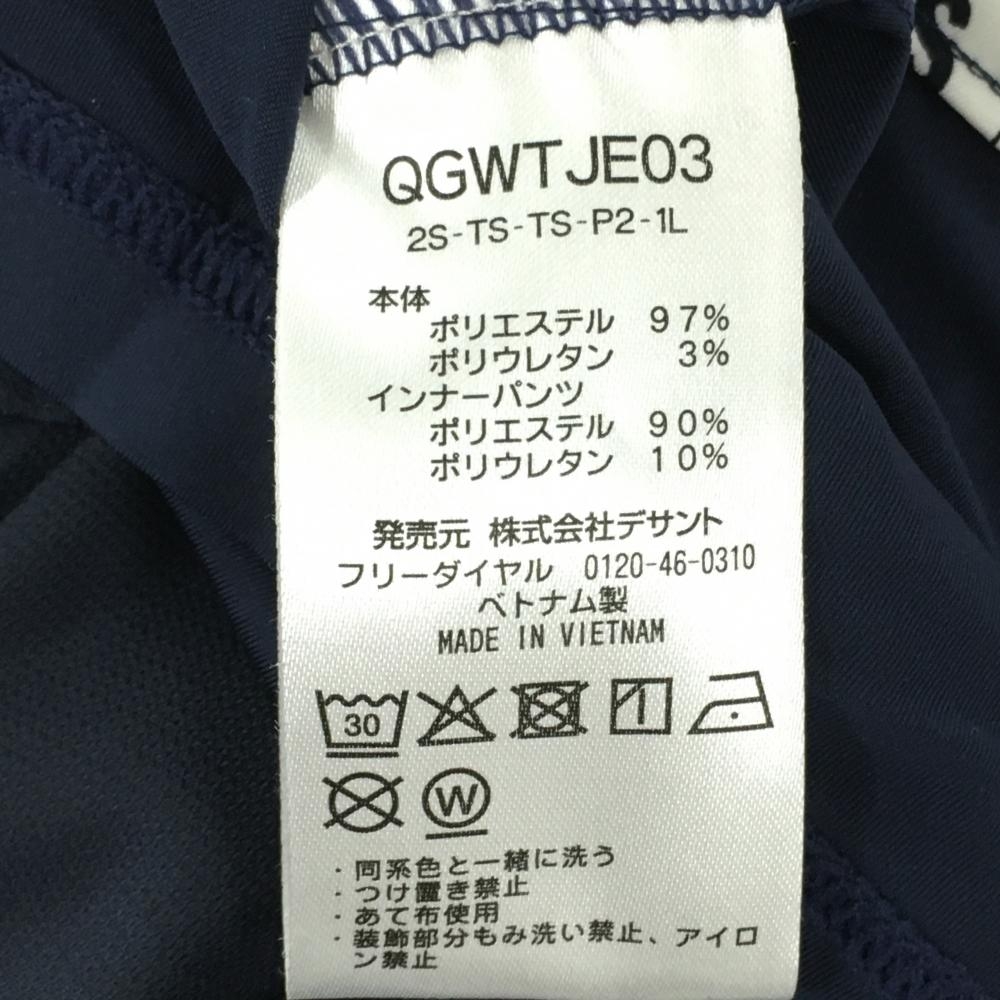 QGWTJE03
2S-TS-TS-P2-1L
本体
ポリエステル 97%
ポリウレタン 3%
インナーパンツ
ポリエステル 90%
ポリウレタン 10%
発売元 株式会社デサント
フリーダイヤル 0120-46-0310
ベトナム製
MADE IN VIETNAM
30
W
・同系色と一緒に洗う
・つけ置き禁止
・あて布使用
・装飾部分もみ洗い禁止、アイロ
ン禁止